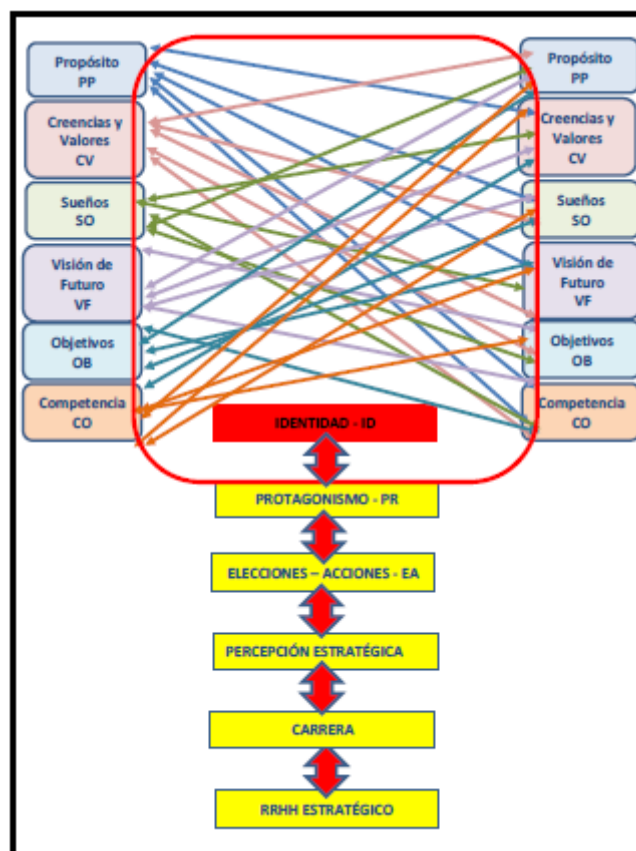 Propósito
PP
Creencias y
Valores
CV
Sueños
SO
Visión de
Futuro
VF
Objetivos
OB
Competencia
CO
Propósito
PP
Creencias y
Valores
CV
Sueños
SO
Visión de
Futuro
VF
Objetivos
OB
Competencia
CO
IDENTIDAD - ID
PROTAGONISMO - PR
ELECCIONES – ACCIONES - EA
PERCEPCIÓN ESTRATÉGICA
CARRERA
RRHH ESTRATÉGICO